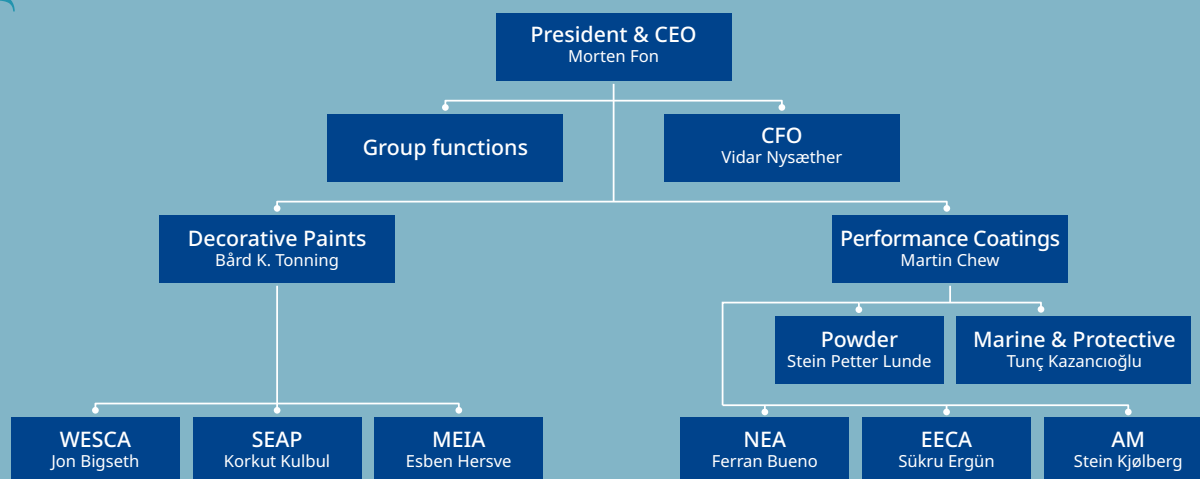 President & CEO
Morten Fon
Group functions
CFO
Vidar Nysæther
Decorative Paints
Bård K. Tonning
Performance Coatings
Martin Chew
Powder
Stein Petter Lunde
Marine & Protective
Tunç Kazancıoğlu
WESCA
Jon Bigseth
SEAP
Korkut Kulbul
MEIA
Esben Hersve
NEA
Ferran Bueno
EECA
Sükru Ergün
AM
Stein Kjølberg